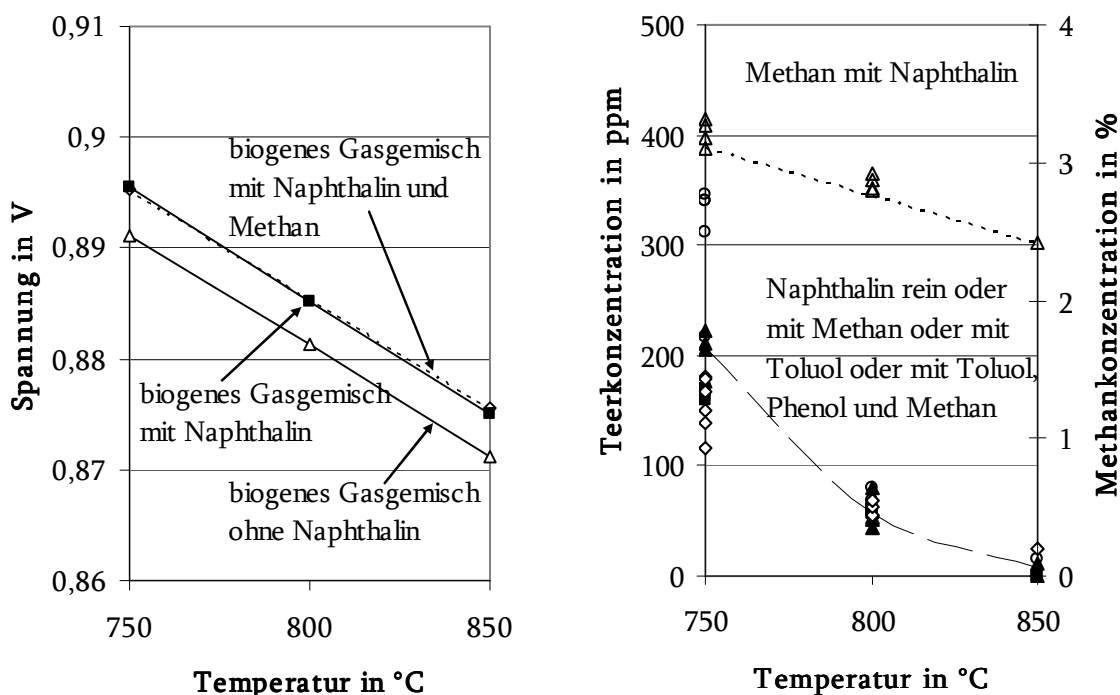 0,91
0,9
0,89
0,88
0,87
0,86
Spannung in V
biogenes Gasgemisch
mit Naphthalin und
Methan
biogenes Gasgemisch
mit Naphthalin
biogenes Gasgemisch
ohne Naphthalin
750
800
850
Temperatur in °C
500
400
300
200
100
0
Teerkonzentration in ppm
Methan mit Naphthalin
Naphthalin rein oder
mit Methan oder mit
Toluol oder mit Toluol,
Phenol und Methan
4
3
2
1
0
Methankonzentration in %
750
800
850
Temperatur in °C